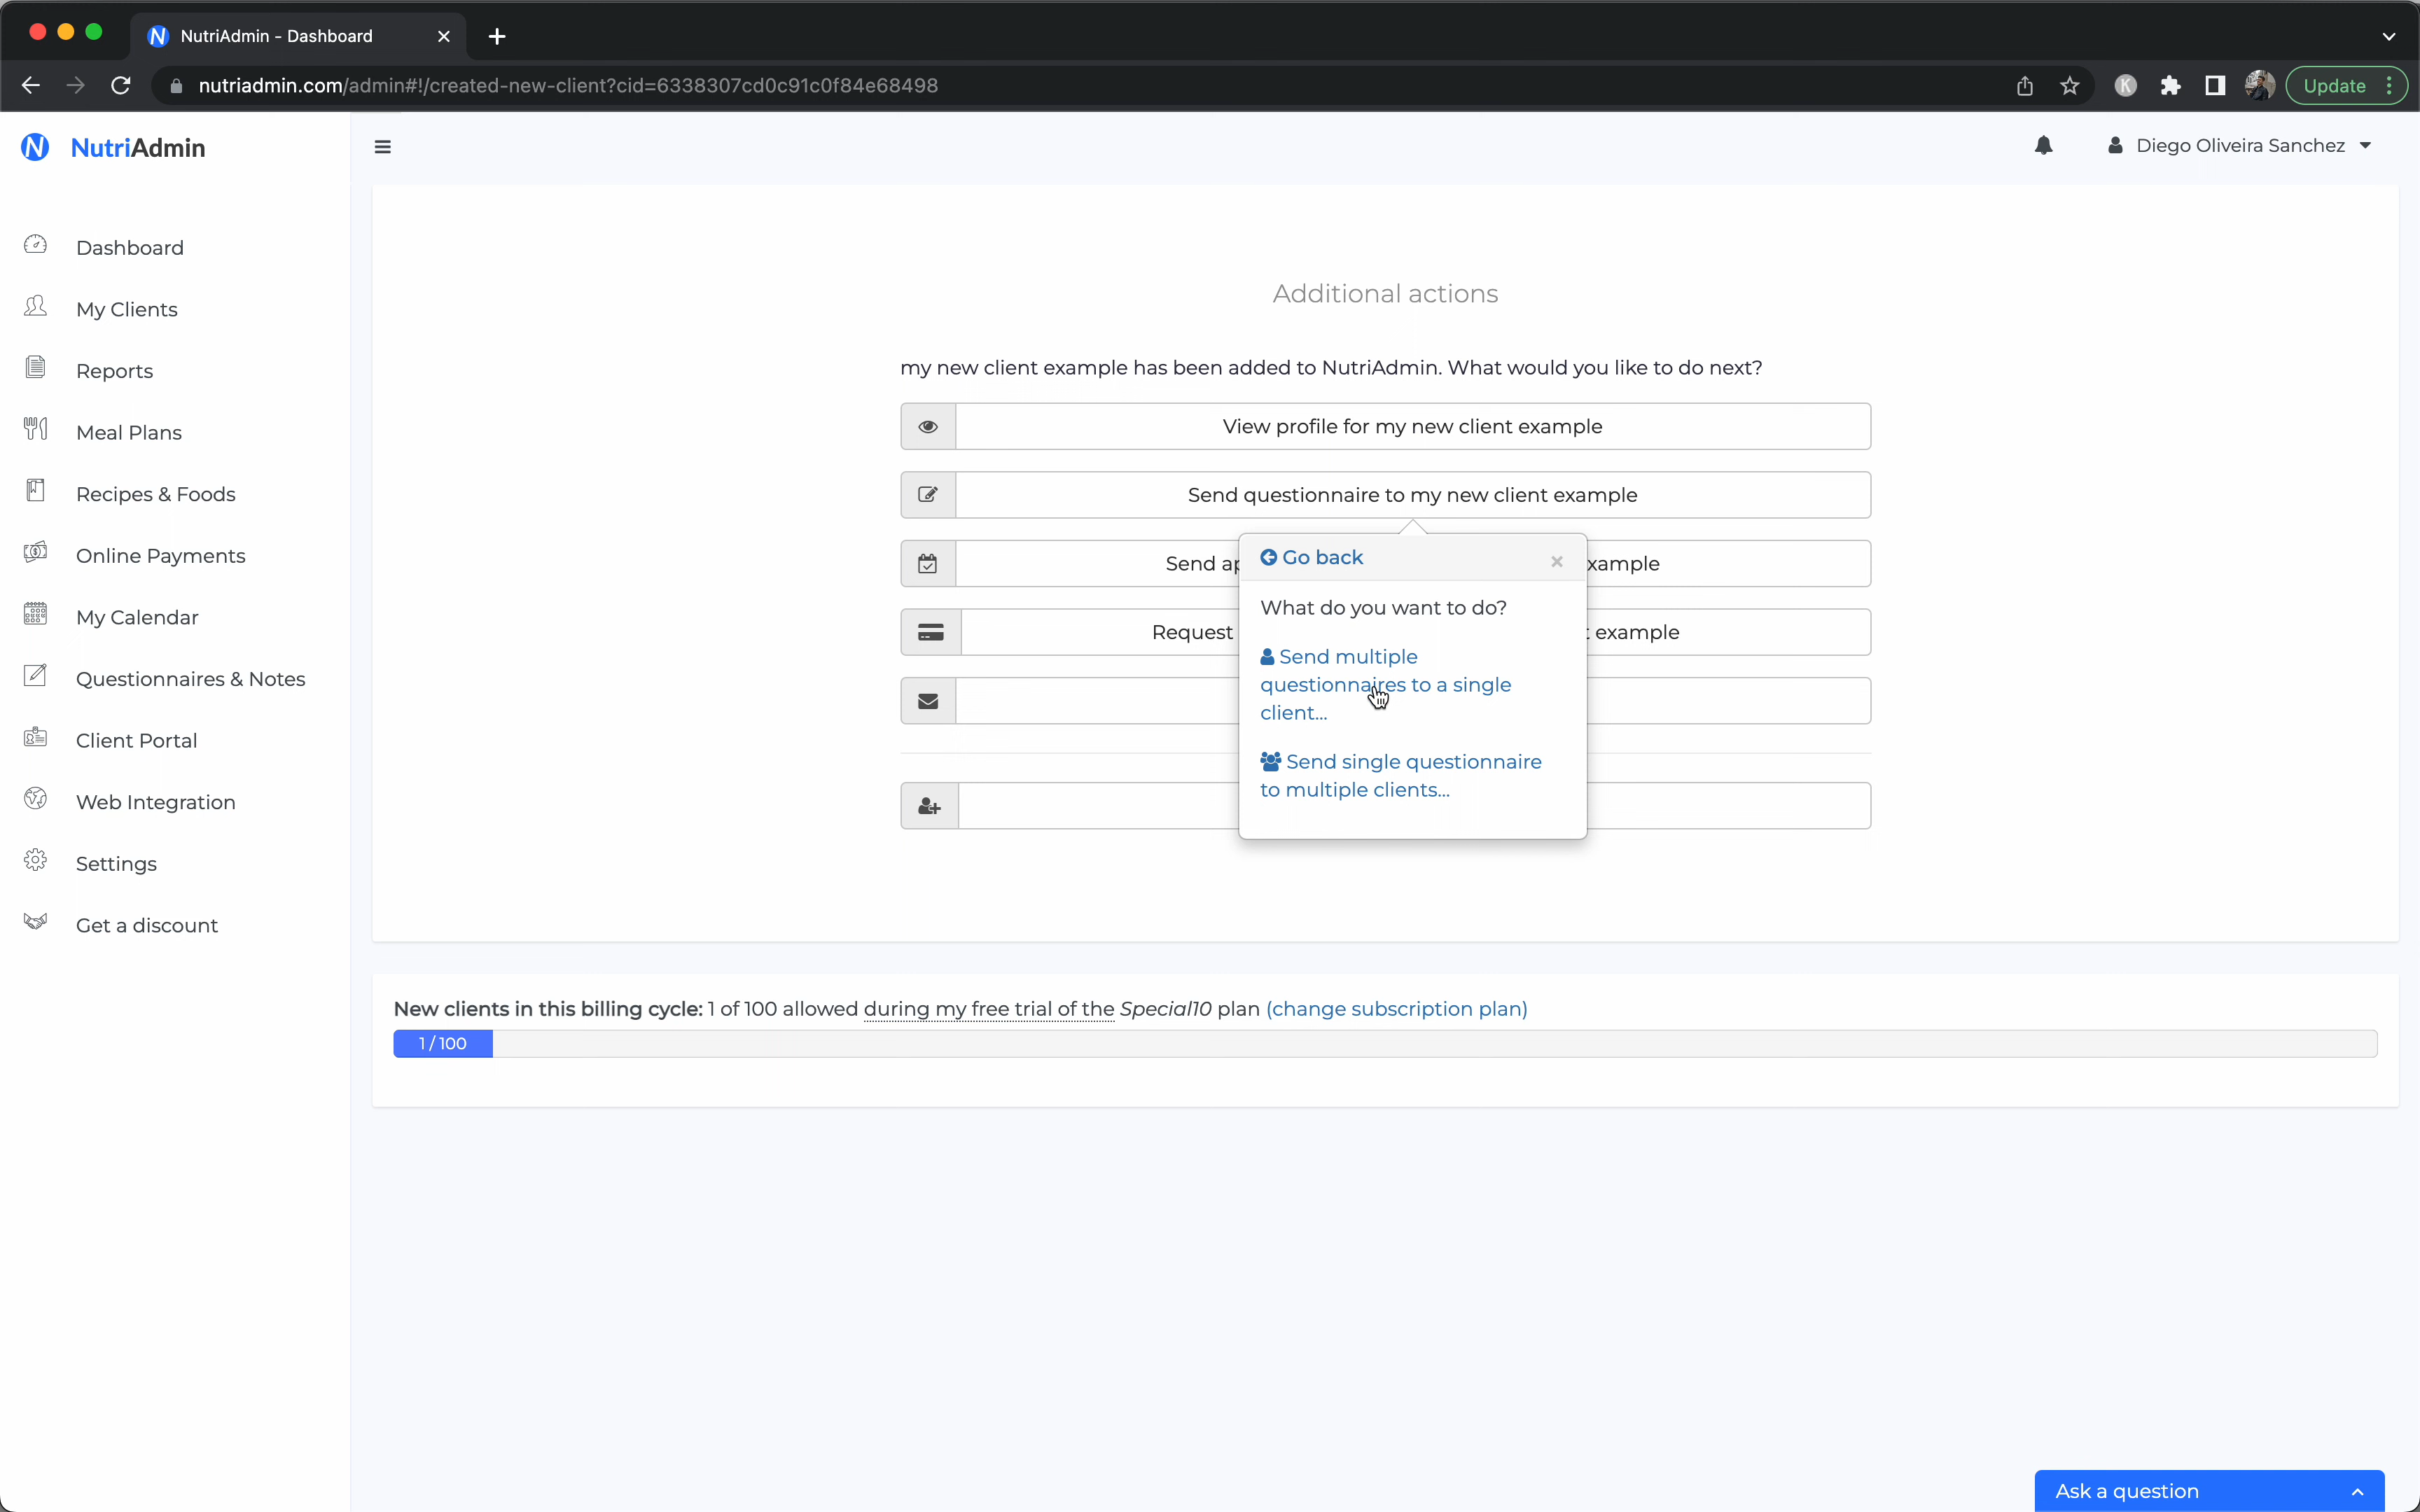 NutriAdmin - Dashboard
nutriadmin.com/admin#!/created-new-client?cid=6338307cd0c91c0f84e68498
K
Update
N NutriAdmin
Diego Oliveira Sanchez
Dashboard
My Clients
Reports
Meal Plans
Recipes & Foods
Online Payments
My Calendar
Questionnaires & Notes
Client Portal
Web Integration
Settings
Get a discount
Additional actions
my new client example has been added to NutriAdmin. What would you like to do next?
View profile for my new client example
Send questionnaire to my new client example
Send ap
xample
Request
example
Go back
×
What do you want to do?
Send multiple
questionnaires to a single
client...
Send single questionnaire
to multiple clients...
New clients in this billing cycle: 1 of 100 allowed during my free trial of the Special10 plan (change subscription plan)
1 / 100
Ask a question